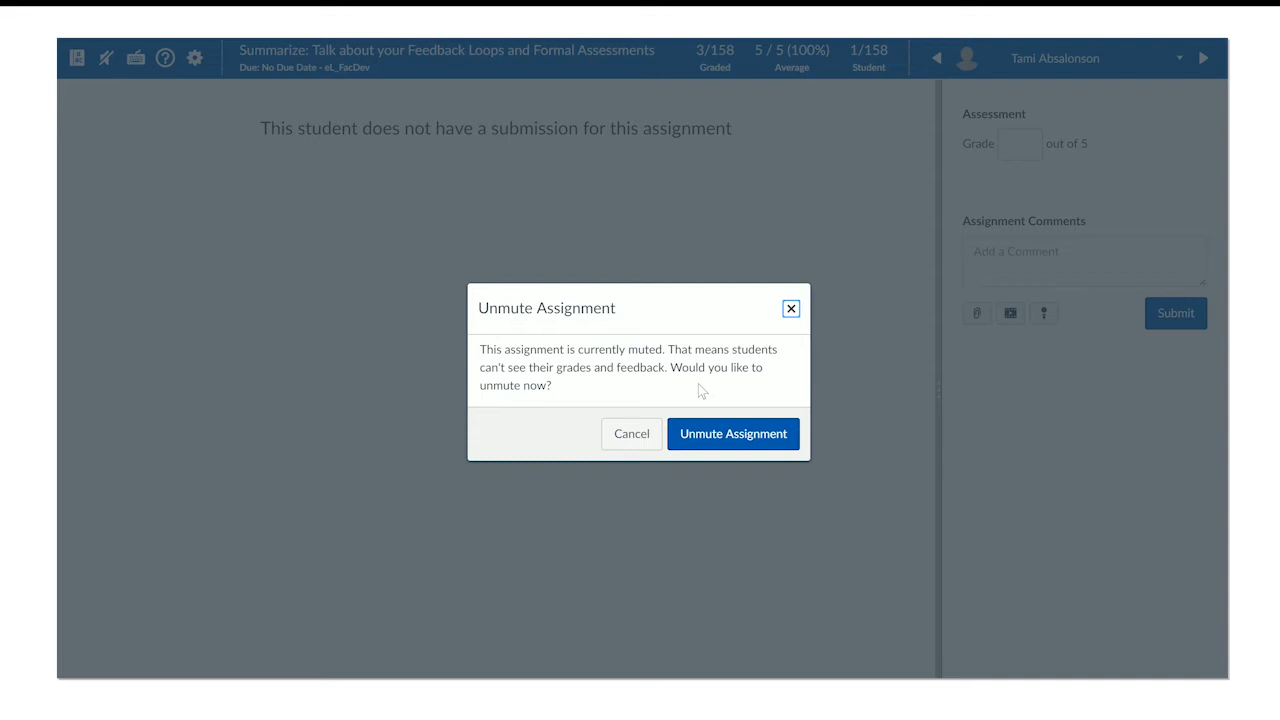 Summarize: Talk about your Feedback Loops and Formal Assessments
Due: No Due Date - eL_FacDev
3/158
Graded
5 / 5 (100%)
Average
1/158
Student
Tami Absalonson
This student does not have a submission for this assignment
Assessment
Grade out of 5
Assignment Comments
Add a Comment
Submit
Unmute Assignment
This assignment is currently muted. That means students
can't see their grades and feedback. Would you like to
unmute now?
Cancel
Unmute Assignment